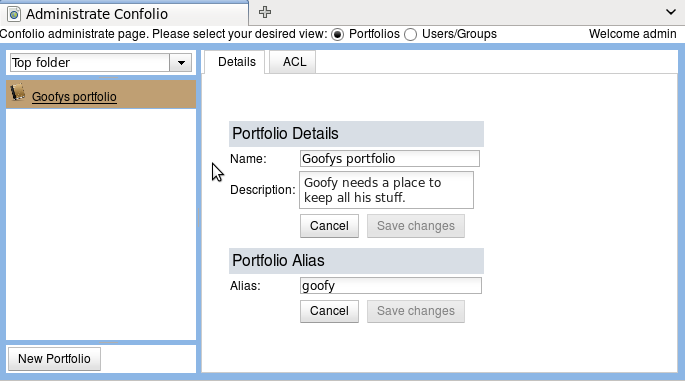 Administrate Confolio
Confolio administrate page. Please select your desired view: Portfolios Users/Groups Welcome admin
Top folder
Goofys portfolio
New Portfolio
Details ACL
Portfolio Details
Name: Goofys portfolio
Description: Goofy needs a place to
keep all his stuff.
Cancel Save changes
Portfolio Alias
Alias: goofy
Cancel Save changes